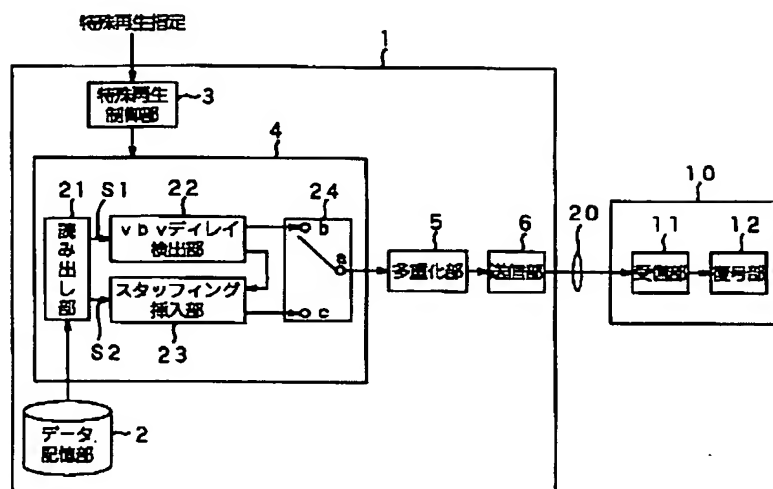 特殊再生指定
1
特殊再生
制御部
3
4
21
S1
22
24
読み出し部
vbvディレイ
検出部
b
a
スタッフィング
挿入部
c
S2
23
データ
記憶部
2
5
多重化部
6
送信部
20
10
11
受信部
12
復号部